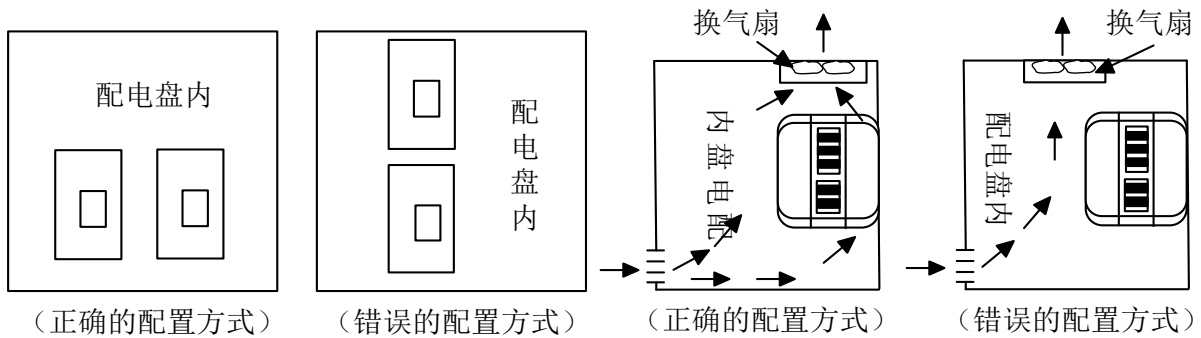 配电盘内
（正确的配置方式）
配电盘内
（错误的配置方式）
换气扇
内盘电配
（正确的配置方式）
换气扇
配电盘内
（错误的配置方式）